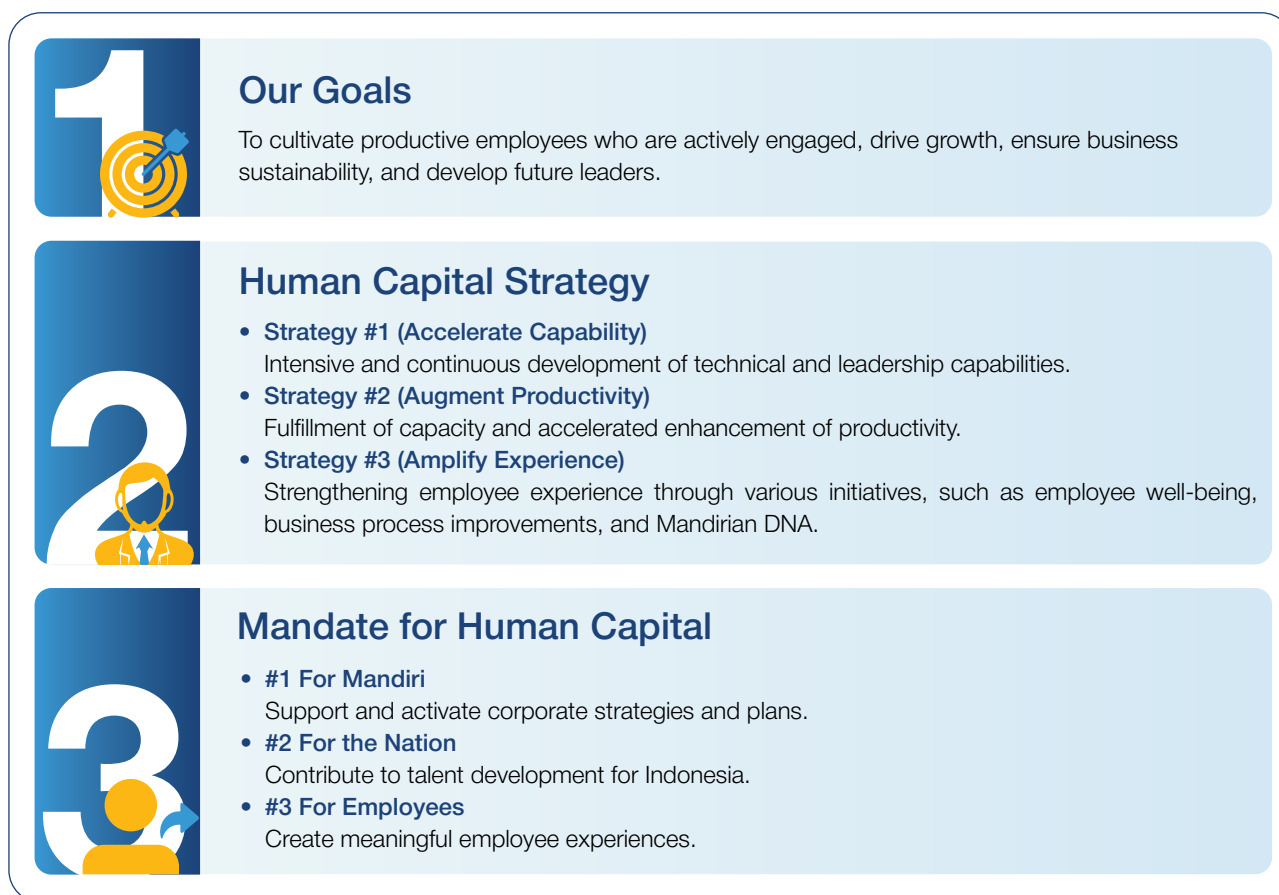 1
Our Goals
To cultivate productive employees who are actively engaged, drive growth, ensure business
sustainability, and develop future leaders.
2
Human Capital Strategy
• Strategy #1 (Accelerate Capability)
Intensive and continuous development of technical and leadership capabilities.
• Strategy #2 (Augment Productivity)
Fulfillment of capacity and accelerated enhancement of productivity.
• Strategy #3 (Amplify Experience)
Strengthening employee experience through various initiatives, such as employee well-being,
business process improvements, and Mandirian DNA.
3
Mandate for Human Capital
• #1 For Mandiri
Support and activate corporate strategies and plans.
• #2 For the Nation
Contribute to talent development for Indonesia.
• #3 For Employees
Create meaningful employee experiences.